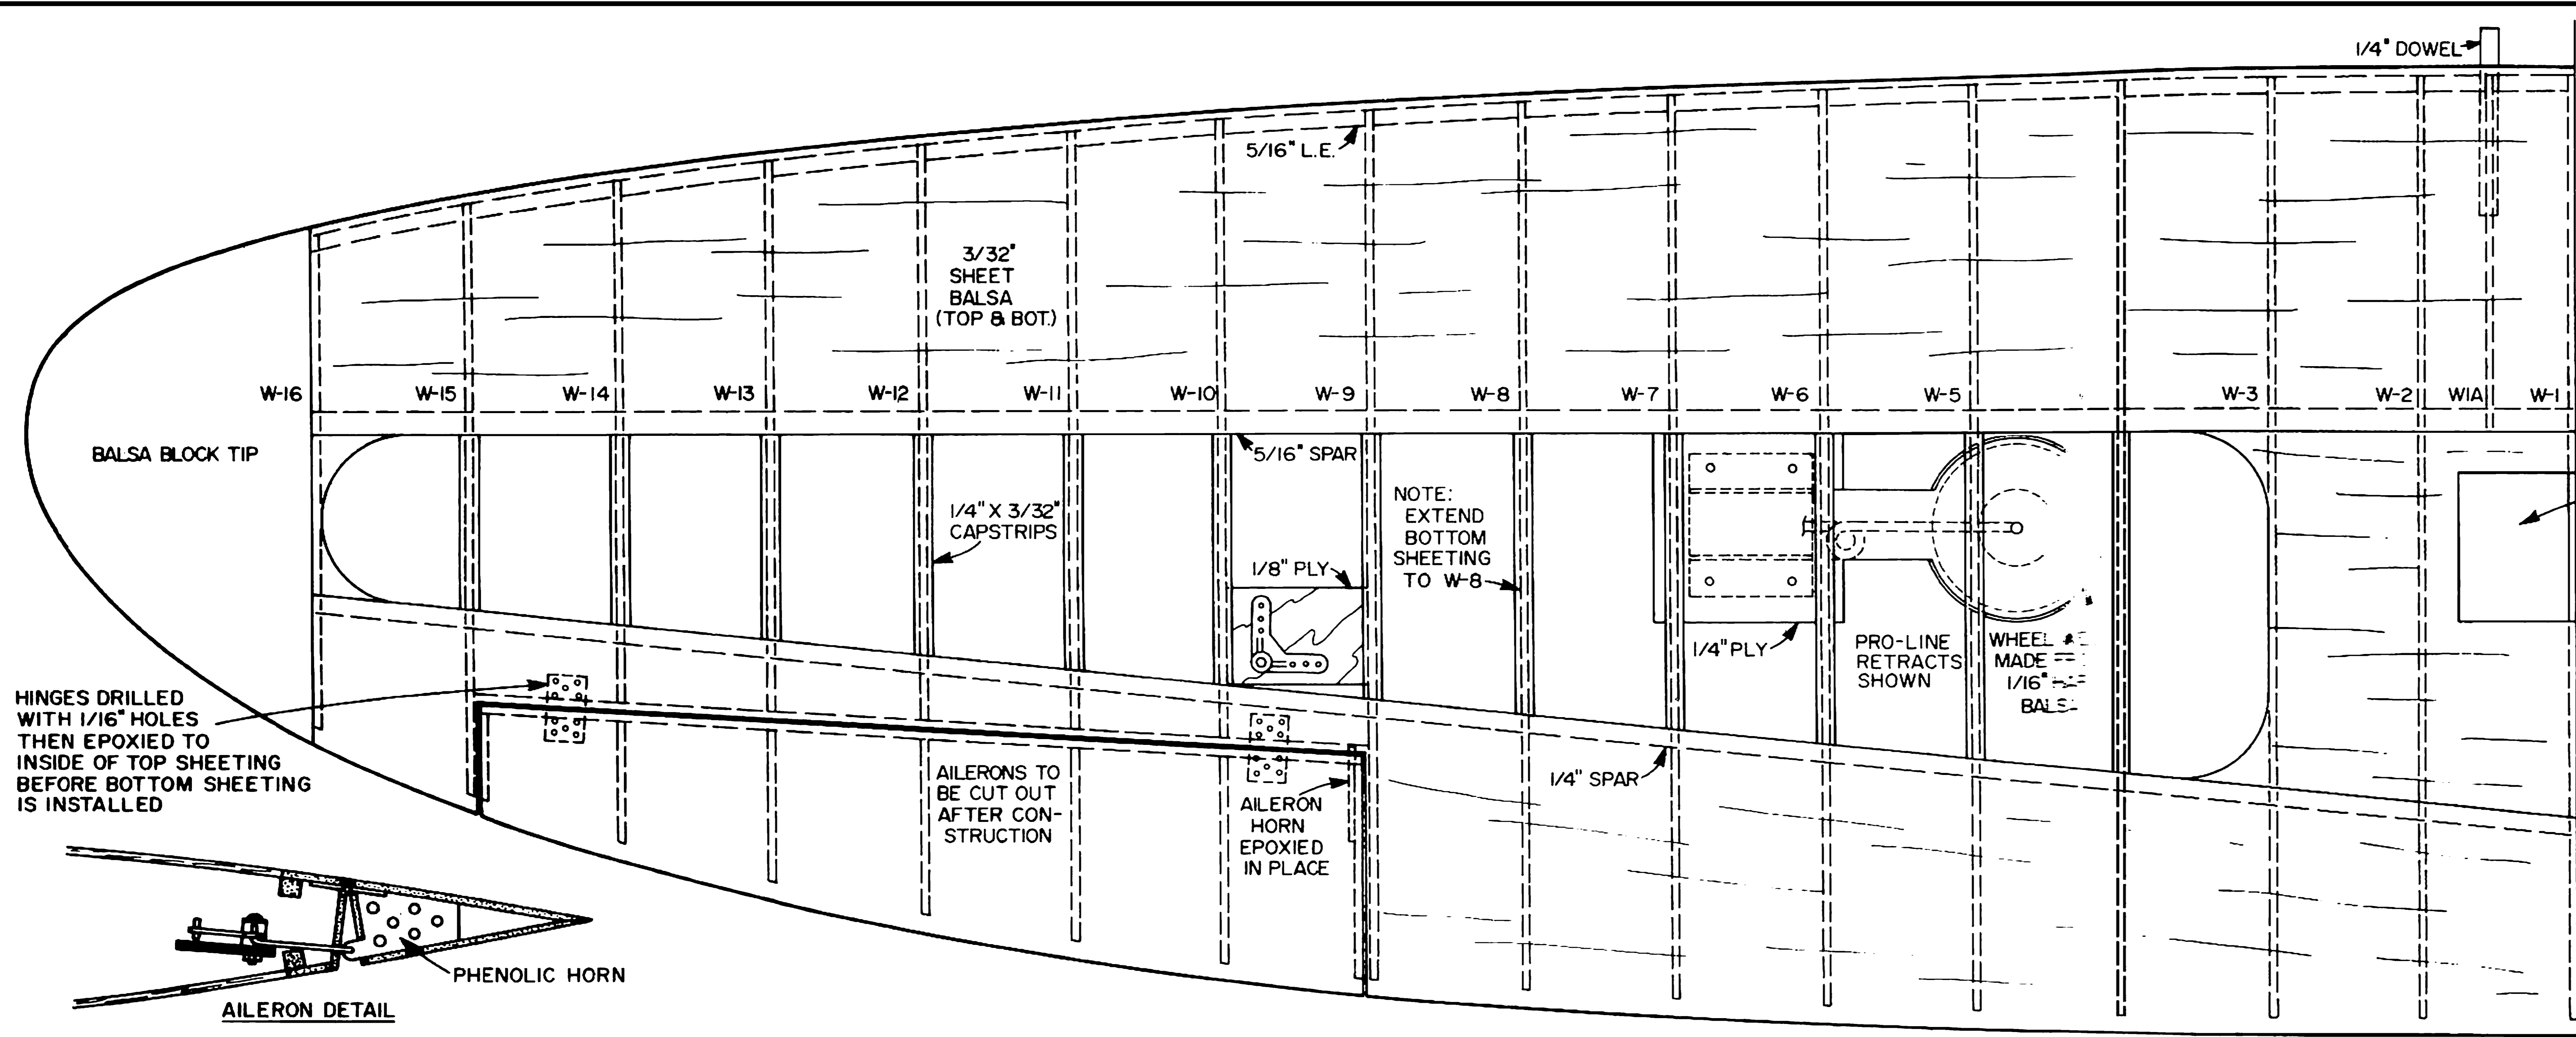 1/4" DOWEL
5/16" L.E.
3/32"
SHEET
BALSA
(TOP & BOT.)
W-16
W-15
W-14
W-13
W-12
W-11
W-10
W-9
W-8
W-7
W-6
W-5
W-3
W-2
W1A
W-1
BALSA BLOCK TIP
5/16" SPAR
1/4" X 3/32"
CAPSTRIPS
NOTE:
EXTEND
BOTTOM
SHEETING
TO W-8
1/8" PLY
1/4" PLY
PRO-LINE
RETRACTS
SHOWN
WHEEL
MADE
1/16"
HINGES DRILLED
WITH 1/16" HOLES
THEN EPOXIED TO
INSIDE OF TOP SHEETING
BEFORE BOTTOM SHEETING
IS INSTALLED
AILERONS TO
BE CUT OUT
AFTER CON-
STRUCTION
AILERON
HORN
EPOXIED
IN PLACE
1/4" SPAR
PHENOLIC HORN
AILERON DETAIL